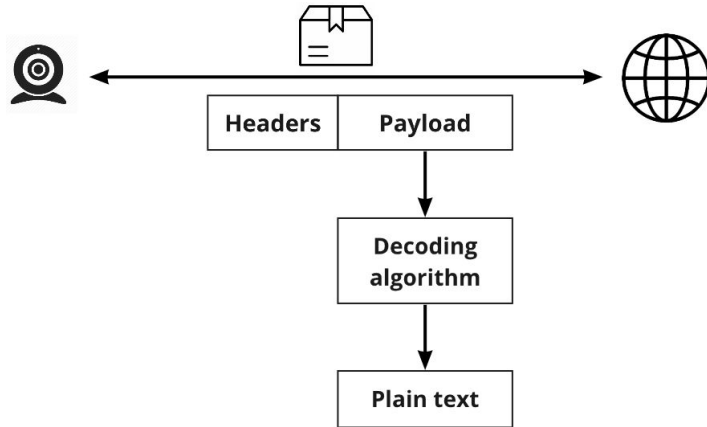 Headers
Payload
Decoding
algorithm
Plain text